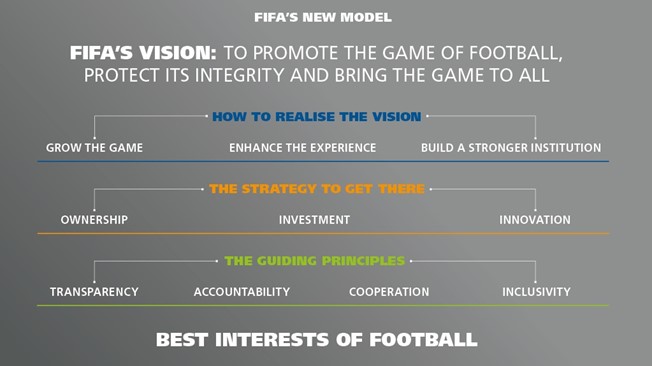 FIFA'S NEW MODEL
FIFA'S VISION: TO PROMOTE THE GAME OF FOOTBALL,
PROTECT ITS INTEGRITY AND BRING THE GAME TO ALL
HOW TO REALISE THE VISION
GROW THE GAME ENHANCE THE EXPERIENCE BUILD A STRONGER INSTITUTION
THE STRATEGY TO GET THERE
OWNERSHIP INVESTMENT INNOVATION
THE GUIDING PRINCIPLES
TRANSPARENCY ACCOUNTABILITY COOPERATION INCLUSIVITY
BEST INTERESTS OF FOOTBALL